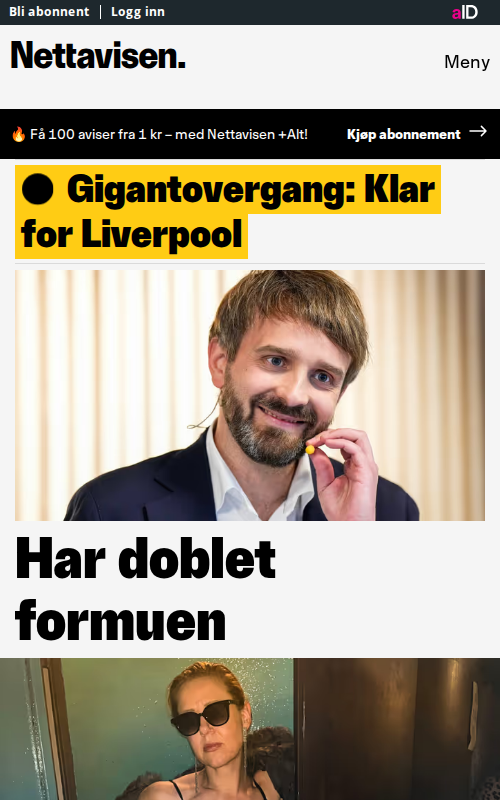 Bli abonnent | Logg inn
aID
Nettavisen.
Meny
🔥 Få 100 aviser fra 1 kr – med Nettavisen +Alt!
Kjøp abonnement →
● Gigantovergang: Klar
for Liverpool
Har doblet
formuen